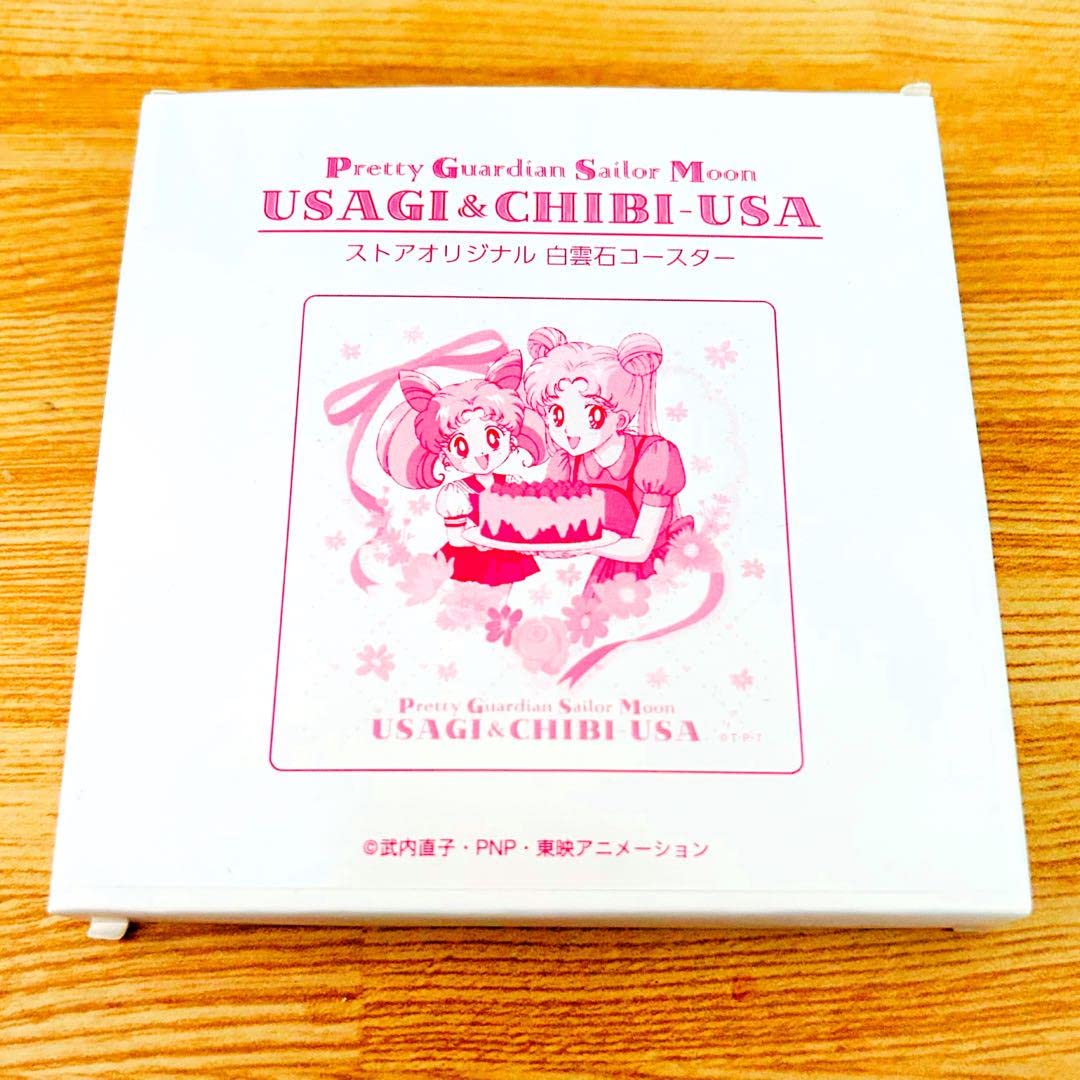 Pretty Guardian Sailor Moon
USAGI & CHIBI-USA
ストアオリジナル 白雲石コースター
Pretty Guardian Sailor Moon
USAGI & CHIBI-USA
©T・P・T
©武内直子・PNP・東映アニメーション